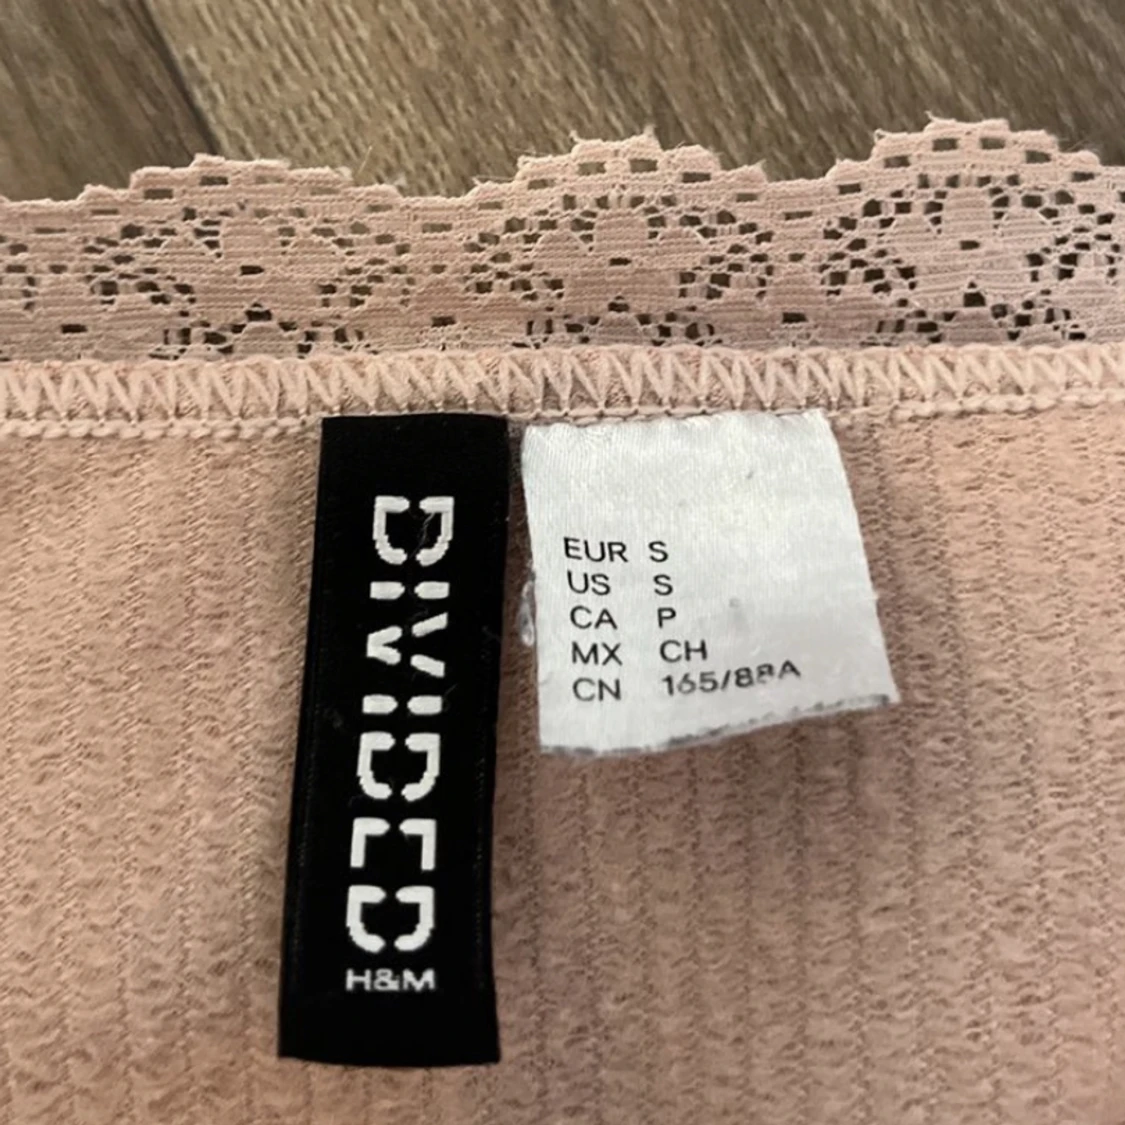 DIVIDED
H&M
EUR S
US S
CA P
MX CH
CN 165/88A